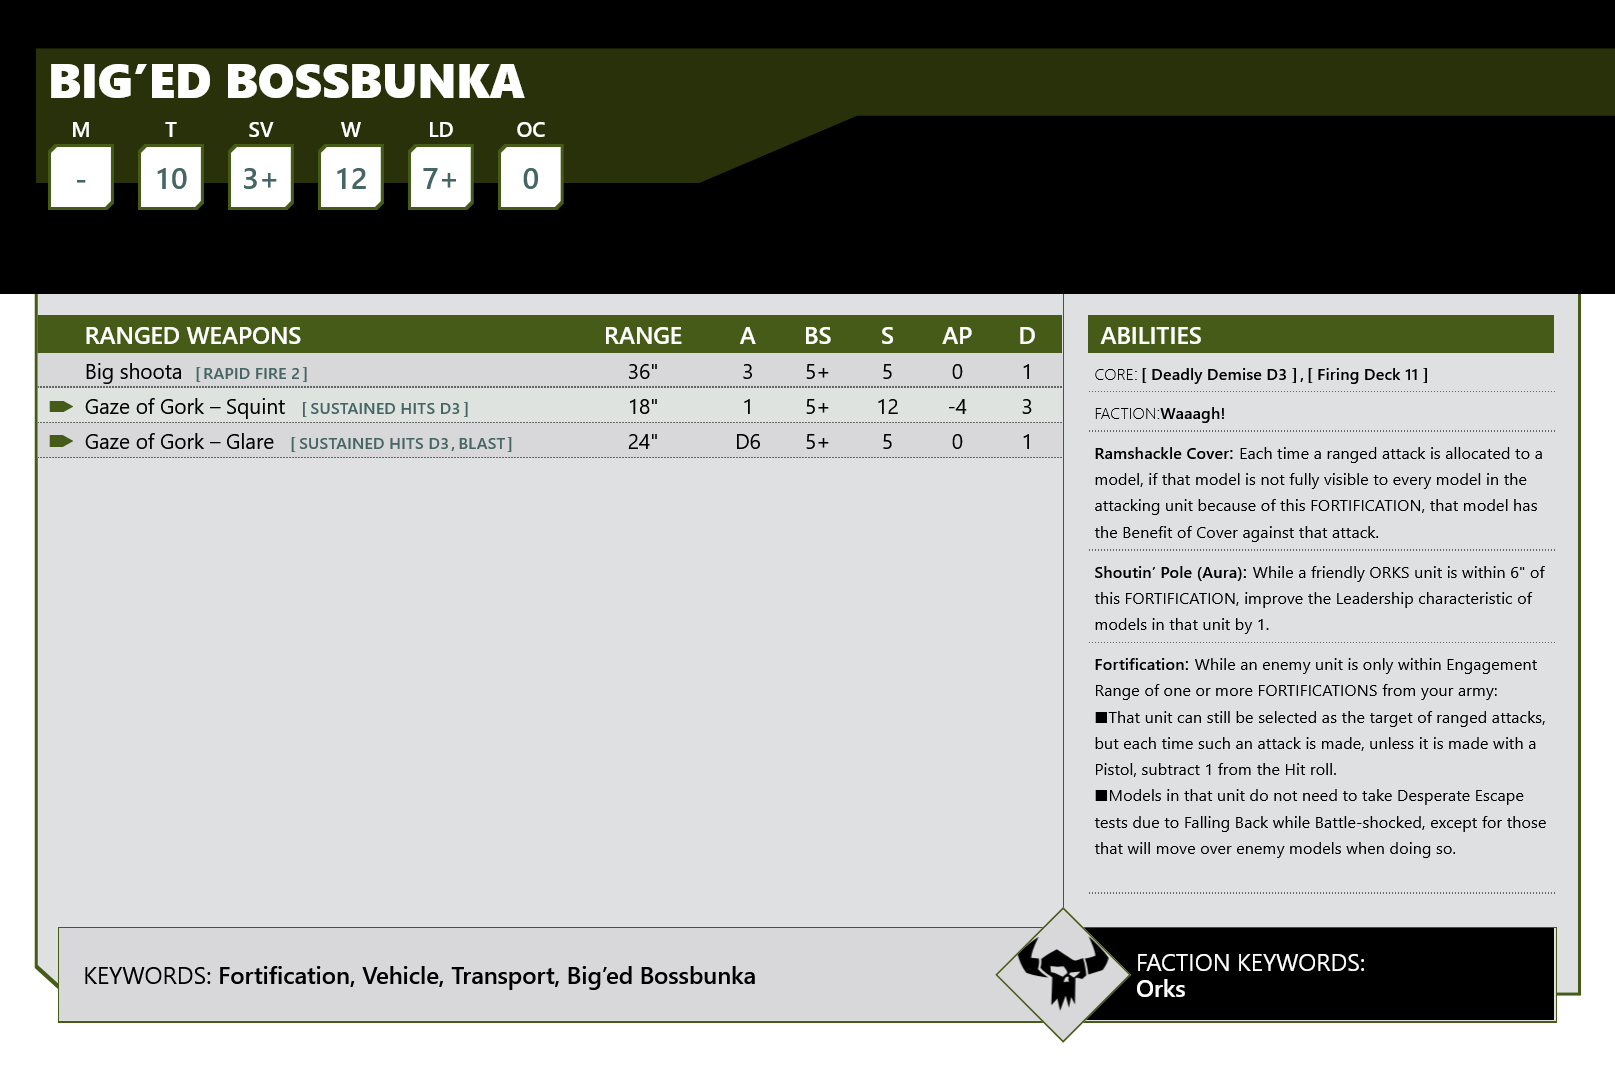 BIG’ED BOSSBUNKA
M T SV W LD OC
- 10 3+ 12 7+ 0
RANGED WEAPONS RANGE A BS S AP D
Big shoota [ RAPID FIRE 2 ] 36" 3 5+ 5 0 1
Gaze of Gork – Squint [ SUSTAINED HITS D3 ] 18" 1 5+ 12 -4 3
Gaze of Gork – Glare [ SUSTAINED HITS D3, BLAST ] 24" D6 5+ 5 0 1
ABILITIES
CORE: [ Deadly Demise D3 ] , [ Firing Deck 11 ]
FACTION:Waaagh!
Ramshackle Cover: Each time a ranged attack is allocated to a
model, if that model is not fully visible to every model in the
attacking unit because of this FORTIFICATION, that model has
the Benefit of Cover against that attack.
Shoutin’ Pole (Aura): While a friendly ORKS unit is within 6" of
this FORTIFICATION, improve the Leadership characteristic of
models in that unit by 1.
Fortification: While an enemy unit is only within Engagement
Range of one or more FORTIFICATIONS from your army:
■That unit can still be selected as the target of ranged attacks,
but each time such an attack is made, unless it is made with a
Pistol, subtract 1 from the Hit roll.
■Models in that unit do not need to take Desperate Escape
tests due to Falling Back while Battle-shocked, except for those
that will move over enemy models when doing so.
KEYWORDS: Fortification, Vehicle, Transport, Big’ed Bossbunka
FACTION KEYWORDS:
Orks